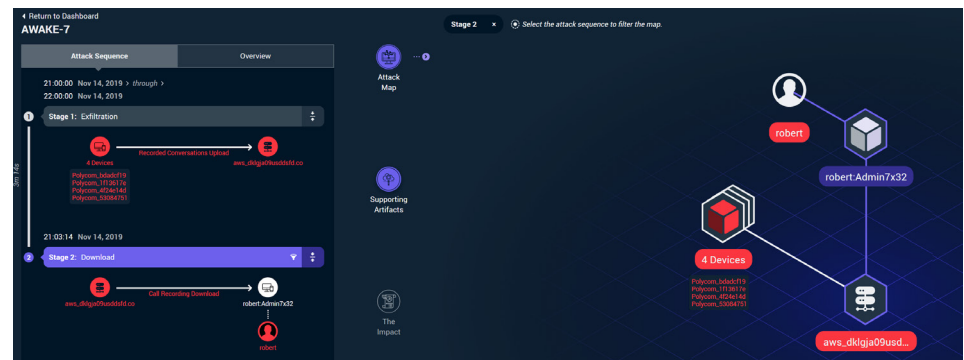 Return to Dashboard
AWAKE-7
Attack Sequence
Overview
21:00:00 Nov 14, 2019 > through >
22:00:00 Nov 14, 2019
1
Stage 1: Exfiltration
Recorded Conversations Upload
4 Devices
aws_dklgja09usddsfd.co
Polycom_bdadcf19
Polycom_1f13617e
Polycom_4f24e14d
Polycom_53084751
3m 14s
21:03:14 Nov 14, 2019
2
Stage 2: Download
Call Recording Download
aws_dklgja09usddsfd.co
robert:Admin7x32
robert
Stage 2 ×
Select the attack sequence to filter the map.
Attack
Map
Supporting
Artifacts
The
Impact
robert
robert:Admin7x32
4 Devices
Polycom_bdadcf19
Polycom_1f13617e
Polycom_4f24e14d
Polycom_53084751
aws_dklgja09usd...